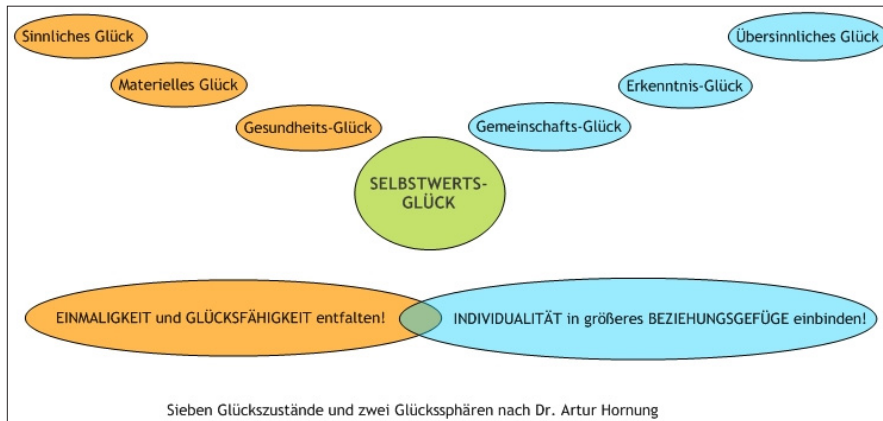 Sinnliches Glück
Übersinnliches Glück
Materielles Glück
Erkenntnis-Glück
Gesundheits-Glück
Gemeinschafts-Glück
SELBSTWERTS-
GLÜCK
EINMALIGKEIT und GLÜCKSFÄHIGKEIT entfalten!
INDIVIDUALITÄT in größeres BEZIEHUNGSGEFÜGE einbinden!
Sieben Glückszustände und zwei Glückssphären nach Dr. Artur Hornung